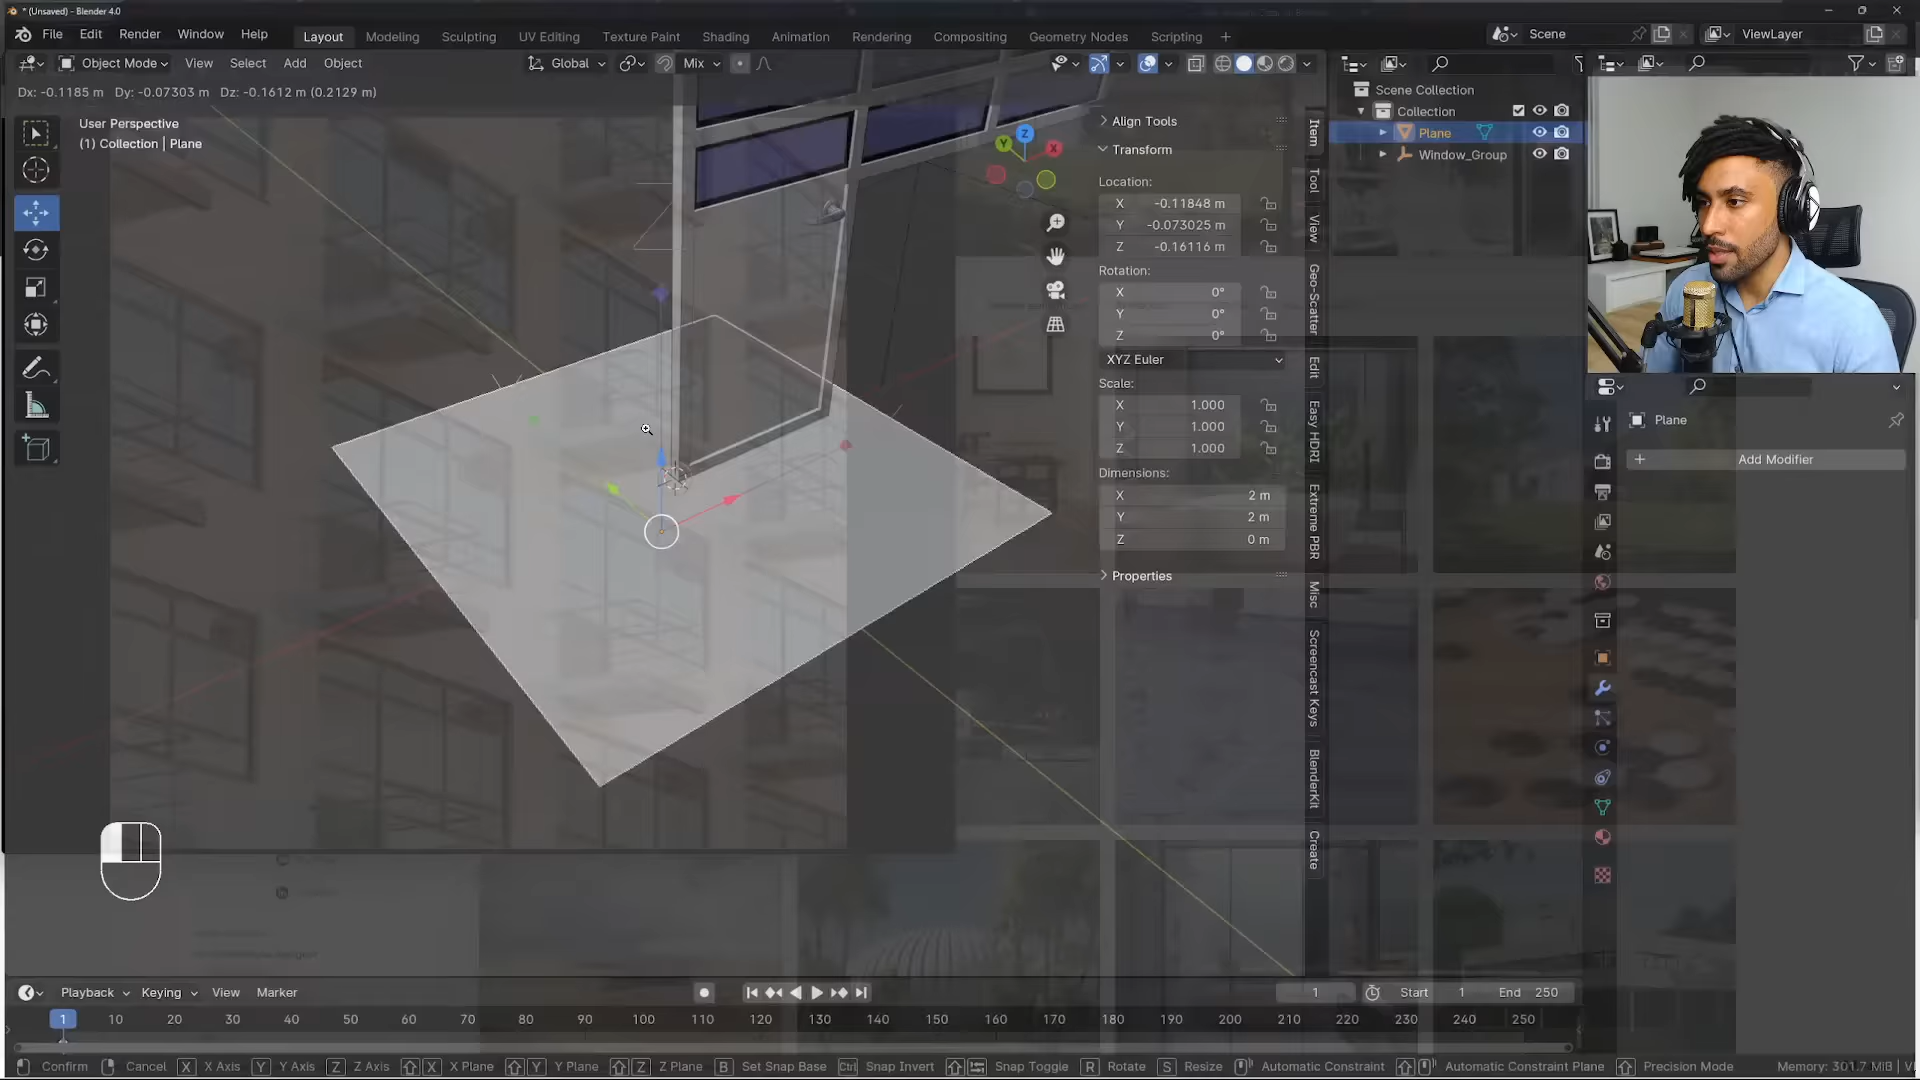 * (Unsaved) - Blender 4.0
File Edit Render Window Help
Layout Modeling Sculpting UV Editing Texture Paint Shading Animation Rendering Compositing Geometry Nodes Scripting +
Scene
ViewLayer
Object Mode View Select Add Object
Global
Mix
Dx: -0.1185 m Dy: -0.07303 m Dz: -0.1612 m (0.2129 m)
User Perspective
(1) Collection | Plane
Z
Y
X
Align Tools
Transform
Location:
X -0.11848 m
Y -0.073025 m
Z -0.16116 m
Rotation:
X 0°
Y 0°
Z 0°
XYZ Euler
Scale:
X 1.000
Y 1.000
Z 1.000
Dimensions:
X 2 m
Y 2 m
Z 0 m
Properties
Item
Tool
View
Geo-Scatter
Edit
Easy HDRI
Extreme PBR
Misc
Screencast Keys
BlenderKit
Create
Scene Collection
Collection
Plane
Window_Group
Plane
+ Add Modifier
Playback Keying View Marker
1
Start 1
End 250
1 10 20 30 40 50 60 70 80 90 100 110 120 130 140 150 160 170 180 190 200 210 220 230 240 250
Confirm Cancel X X Axis Y Y Axis Z Z Axis X X Plane Y Y Plane Z Z Plane B Set Snap Base Ctrl Snap Invert Snap Toggle R Rotate S Resize Automatic Constraint Automatic Constraint Plane Precision Mode Memory: 301.7 MiB